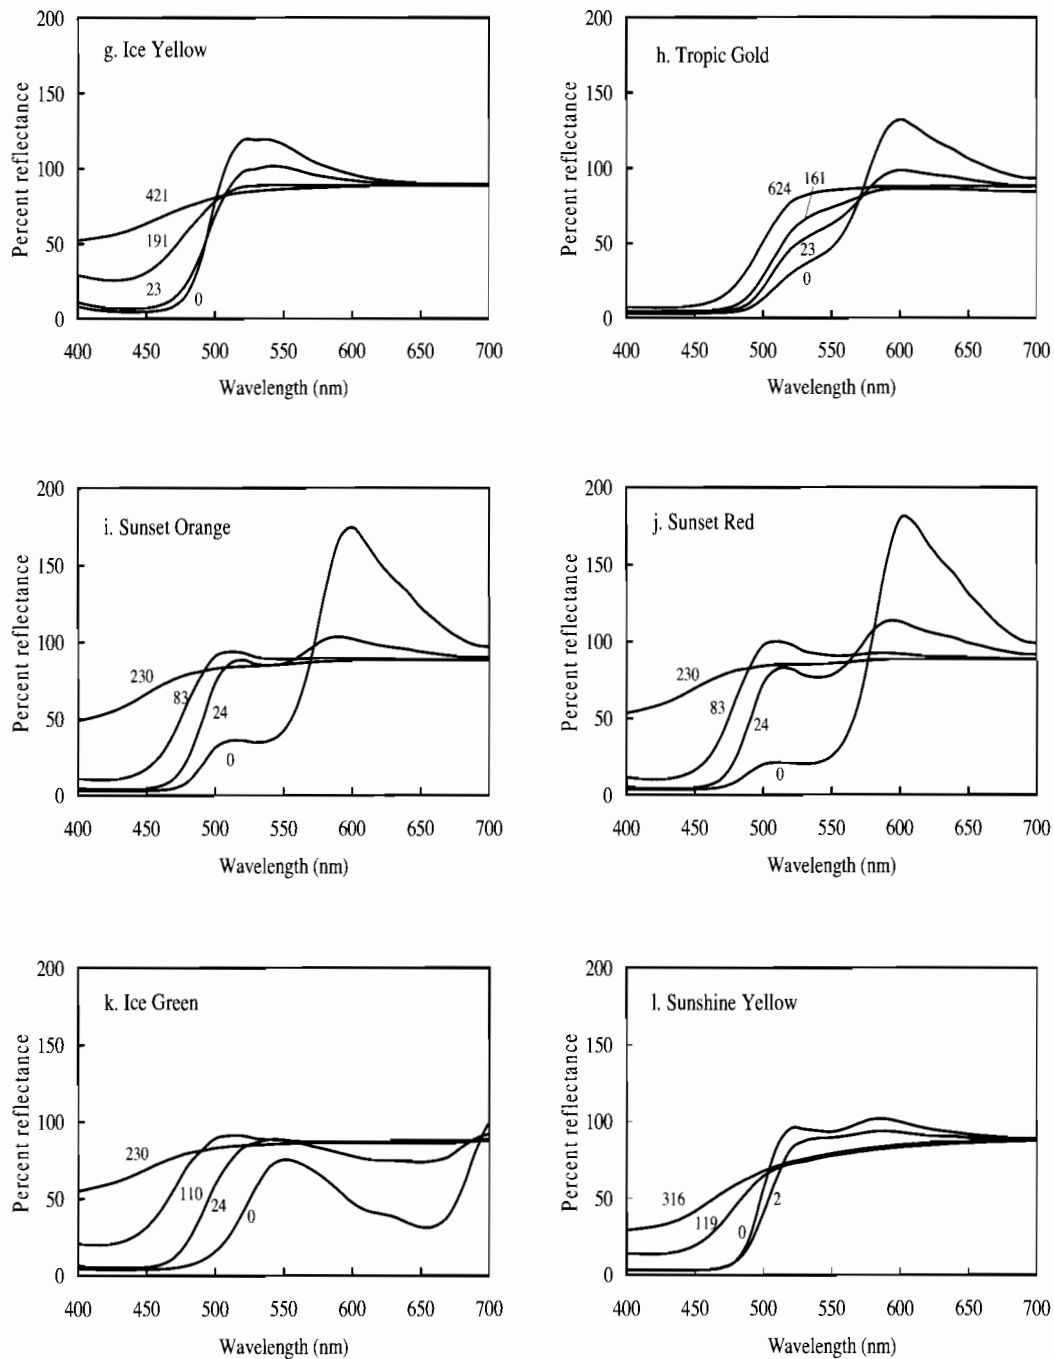 g. Ice Yellow
Percent reflectance
200
150
100
50
0
421
191
23
0
400 450 500 550 600 650 700
Wavelength (nm)
h. Tropic Gold
Percent reflectance
200
150
100
50
0
624
161
23
0
400 450 500 550 600 650 700
Wavelength (nm)
i. Sunset Orange
Percent reflectance
200
150
100
50
0
230
83
24
0
400 450 500 550 600 650 700
Wavelength (nm)
j. Sunset Red
Percent reflectance
200
150
100
50
0
230
83
24
0
400 450 500 550 600 650 700
Wavelength (nm)
k. Ice Green
Percent reflectance
200
150
100
50
0
230
110
24
0
400 450 500 550 600 650 700
Wavelength (nm)
l. Sunshine Yellow
Percent reflectance
200
150
100
50
0
316
119
0
2
400 450 500 550 600 650 700
Wavelength (nm)